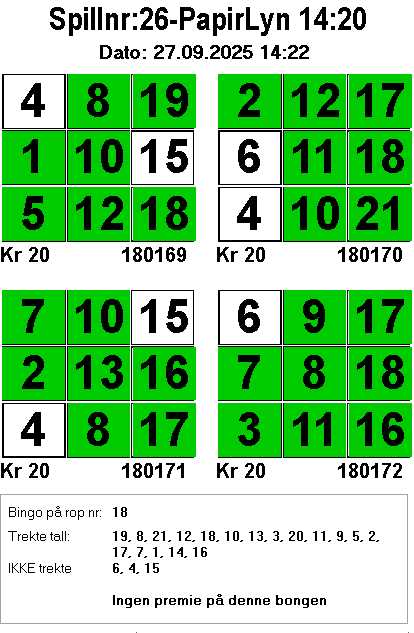 Spillnr:26-PapirLyn 14:20
Dato: 27.09.2025 14:22
4 8 19 2 12 17
1 10 15 6 11 18
5 12 18 4 10 21
Kr 20 180169 Kr 20 180170
7 10 15 6 9 17
2 13 16 7 8 18
4 8 17 3 11 16
Kr 20 180171 Kr 20 180172
Bingo på rop nr: 18
Trekte tall: 19, 8, 21, 12, 18, 10, 13, 3, 20, 11, 9, 5, 2,
17, 7, 1, 14, 16
IKKE trekte 6, 4, 15
Ingen premie på denne bongen